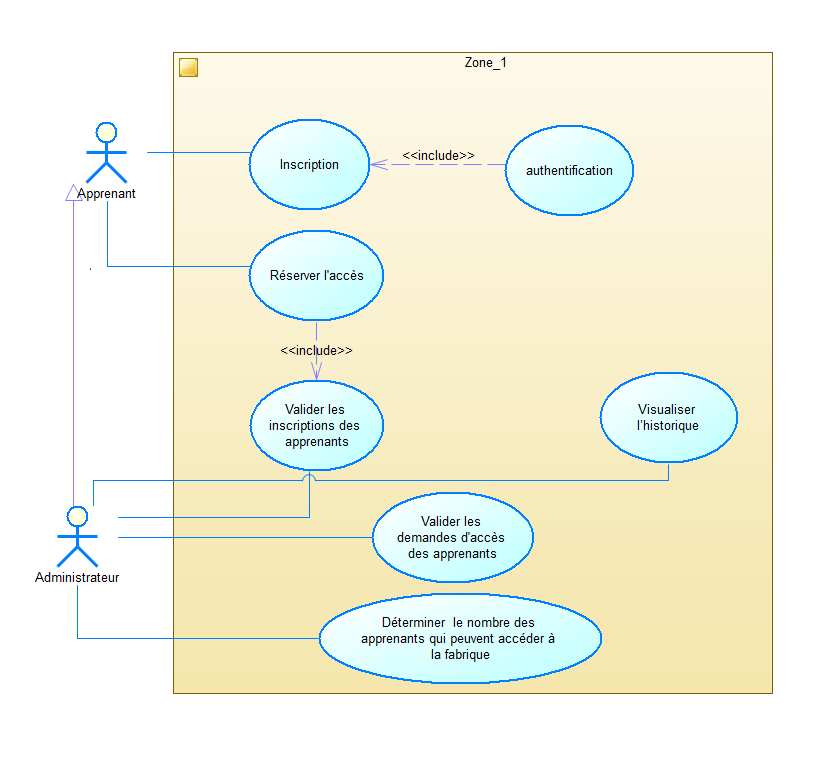 Zone_1
Apprenant
Inscription
<<include>>
authentification
Réserver l'accès
<<include>>
Valider les
inscriptions des
apprenants
Visualiser
l'historique
Administrateur
Valider les
demandes d'accès
des apprenants
Déterminer  le nombre des
apprenants qui peuvent accéder à
la fabrique